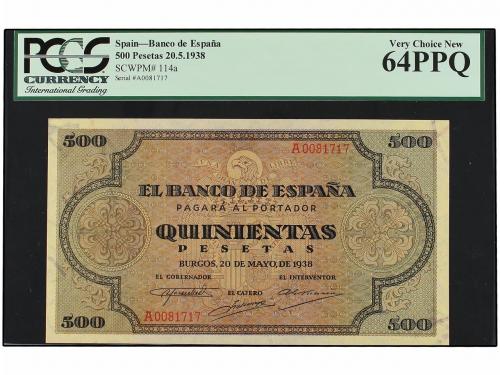 PCGS
CURRENCY
International Grading
Spain—Banco de España
500 Pesetas 20.5.1938
SCWPM# 114a
Serial #A0081717
Very Choice New
64PPQ
500 500
A0081717
EL BANCO DE ESPAÑA
PAGARÁ AL PORTADOR
QUINIENTAS
PESETAS
BURGOS, 20 DE MAYO, DE 1938
EL GOBERNADOR EL CAJERO EL INTERVENTOR
A0081717
500 500